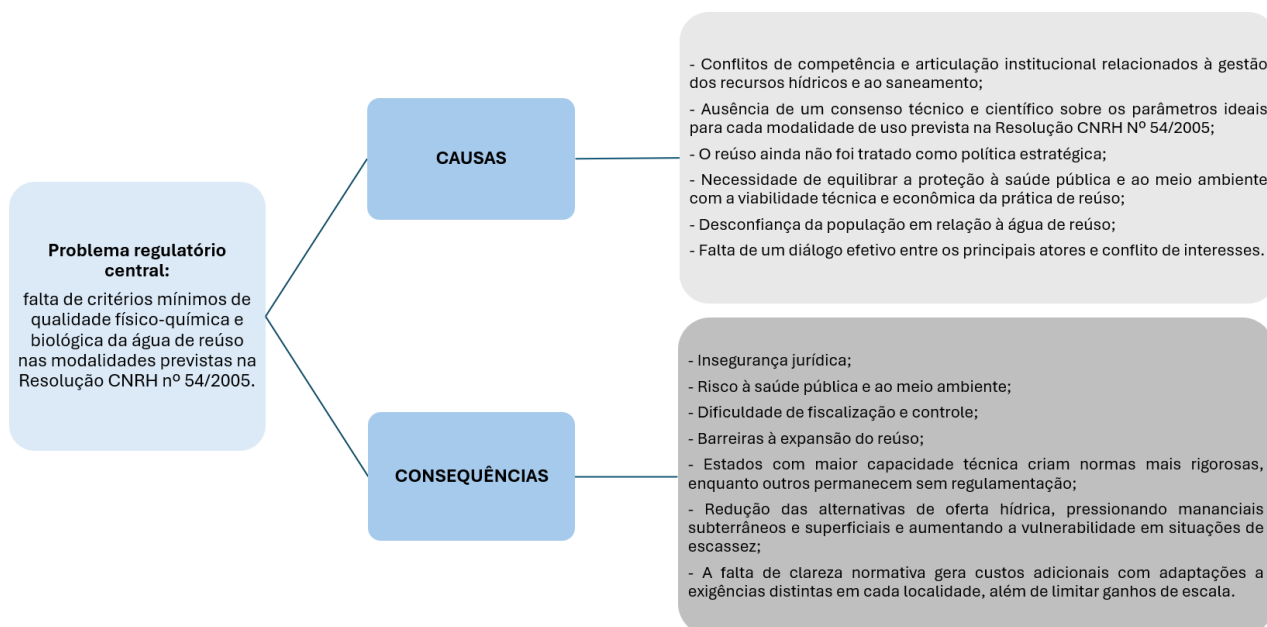 Problema regulatório
central:
falta de critérios mínimos de
qualidade físico-química e
biológica da água de reúso
nas modalidades previstas na
Resolução CNRH nº 54/2005.
CAUSAS
- Conflitos de competência e articulação institucional relacionados à gestão
dos recursos hídricos e ao saneamento;
- Ausência de um consenso técnico e científico sobre os parâmetros ideais
para cada modalidade de uso prevista na Resolução CNRH Nº 54/2005;
- O reúso ainda não foi tratado como política estratégica;
- Necessidade de equilibrar a proteção à saúde pública e ao meio ambiente
com a viabilidade técnica e econômica da prática de reúso;
- Desconfiança da população em relação à água de reúso;
- Falta de um diálogo efetivo entre os principais atores e conflito de interesses.
CONSEQUÊNCIAS
- Insegurança jurídica;
- Risco à saúde pública e ao meio ambiente;
- Dificuldade de fiscalização e controle;
- Barreiras à expansão do reúso;
- Estados com maior capacidade técnica criam normas mais rigorosas,
enquanto outros permanecem sem regulamentação;
- Redução das alternativas de oferta hídrica, pressionando mananciais
subterrâneos e superficiais e aumentando a vulnerabilidade em situações de
escassez;
- A falta de clareza normativa gera custos adicionais com adaptações a
exigências distintas em cada localidade, além de limitar ganhos de escala.